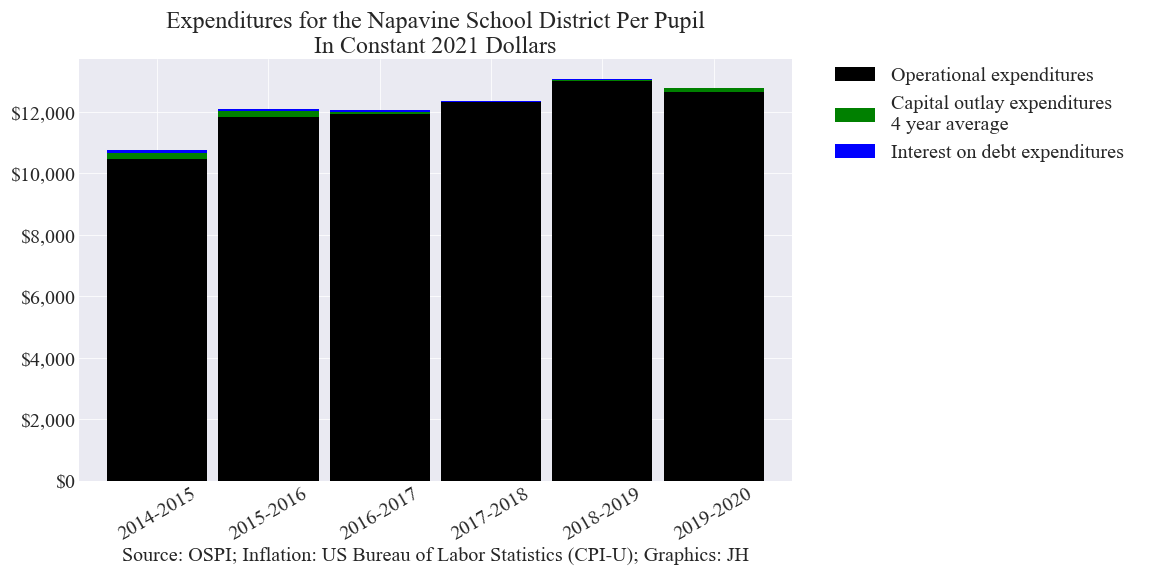 Expenditures for the Napavine School District Per Pupil
In Constant 2021 Dollars
Operational expenditures
Capital outlay expenditures
4 year average
Interest on debt expenditures
$12,000
$10,000
$8,000
$6,000
$4,000
$2,000
$0
2014-2015
2015-2016
2016-2017
2017-2018
2018-2019
2019-2020
Source: OSPI; Inflation: US Bureau of Labor Statistics (CPI-U); Graphics: JH